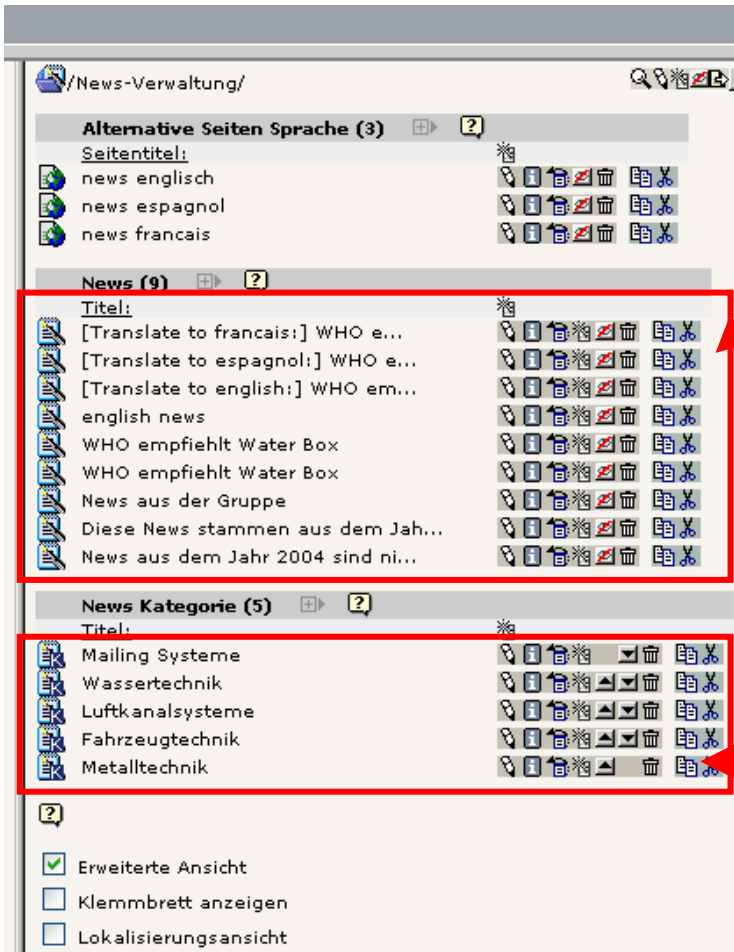 /News-Verwaltung/
Alternative Seiten Sprache (3)
Seitentitel:
news englisch
news espagnol
news francais
News (9)
Titel:
[Translate to francais:] WHO e...
[Translate to espagnol:] WHO e...
[Translate to english:] WHO em...
english news
WHO empfiehlt Water Box
WHO empfiehlt Water Box
News aus der Gruppe
Diese News stammen aus dem Jah...
News aus dem Jahr 2004 sind ni...
News Kategorie (5)
Titel:
Mailing Systeme
Wassertechnik
Luftkanalsysteme
Fahrzeugtechnik
Metalltechnik
Erweiterte Ansicht
Klemmbrett anzeigen
Lokalisierungsansicht